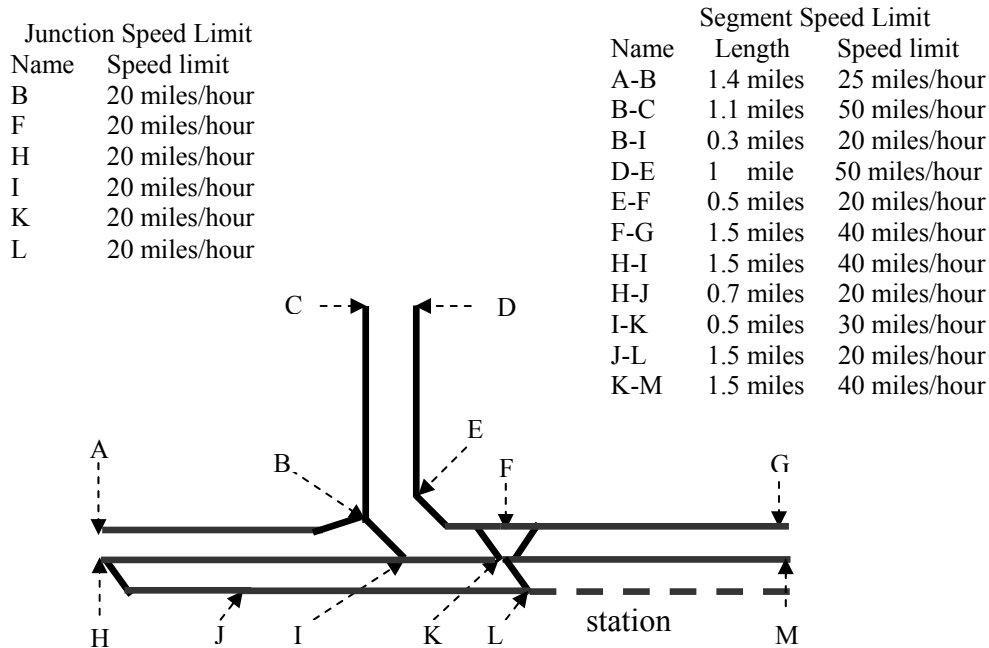 Junction Speed Limit
Name Speed limit
B 20 miles/hour
F 20 miles/hour
H 20 miles/hour
I 20 miles/hour
K 20 miles/hour
L 20 miles/hour
Segment Speed Limit
Name Length Speed limit
A-B 1.4 miles 25 miles/hour
B-C 1.1 miles 50 miles/hour
B-I 0.3 miles 20 miles/hour
D-E 1 mile 50 miles/hour
E-F 0.5 miles 20 miles/hour
F-G 1.5 miles 40 miles/hour
H-I 1.5 miles 40 miles/hour
H-J 0.7 miles 20 miles/hour
I-K 0.5 miles 30 miles/hour
J-L 1.5 miles 20 miles/hour
K-M 1.5 miles 40 miles/hour
C D
A B E F G
station
H J I K L M